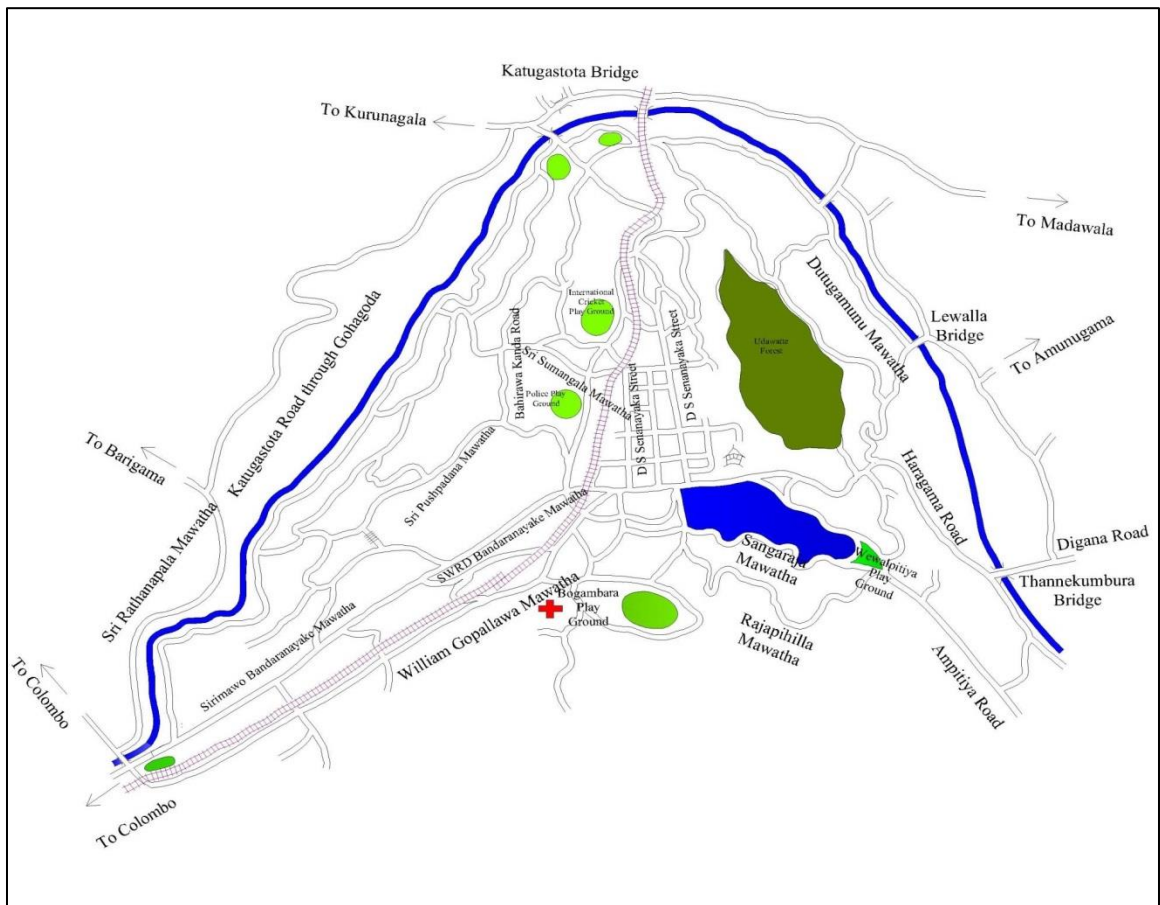 Katugastota Bridge
To Kurunagala
To Madawala
International
Cricket
Play Ground
Udawatte
Forest
Dutugamunu Mawatha
Lewalla
Bridge
To Amunugama
Bahirawa Kanda Road
Sri Sumangala Mawatha
Police Play
Ground
D S Senanayaka Street
D S Senanayaka Street
Katugastota Road through Gohagoda
To Barigama
Sri Pushpadana Mawatha
Haragama Road
Digana Road
Thannekumbura
Bridge
SWRD Bandaranayake Mawatha
Sangaraja
Mawatha
Wewalpitiya
Play
Ground
Sri Rathanapala Mawatha
Bogambara
Play
Ground
Rajapihilla
Mawatha
William Gopallawa Mawatha
Sirimawo Bandaranayake Mawatha
Ampitiya Road
To Colombo
To Colombo